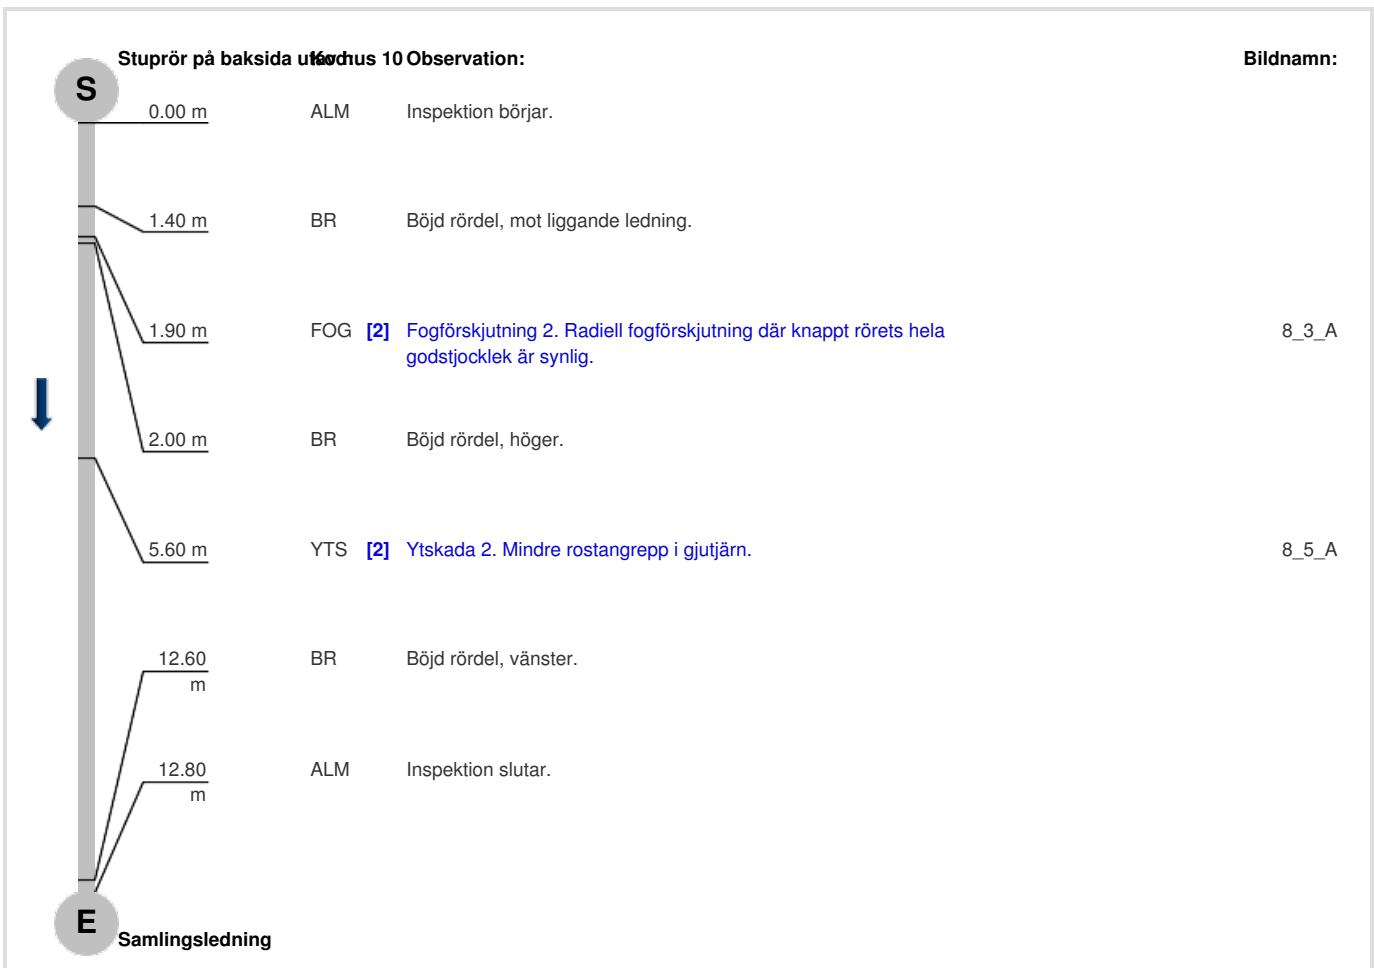 S
Stuprör på baksida utav hus 10 Kod: Observation: Bildnamn:
0.00 m ALM Inspektion börjar.
1.40 m BR Böjd rördel, mot liggande ledning.
1.90 m FOG [2] Fogförskjutning 2. Radiell fogförskjutning där knappt rörets hela 8_3_A
godstjocklek är synlig.
2.00 m BR Böjd rördel, höger.
5.60 m YTS [2] Ytskada 2. Mindre rostangrepp i gjutjärn. 8_5_A
12.60 BR Böjd rördel, vänster.
m
12.80 ALM Inspektion slutar.
m
E
Samlingsledning